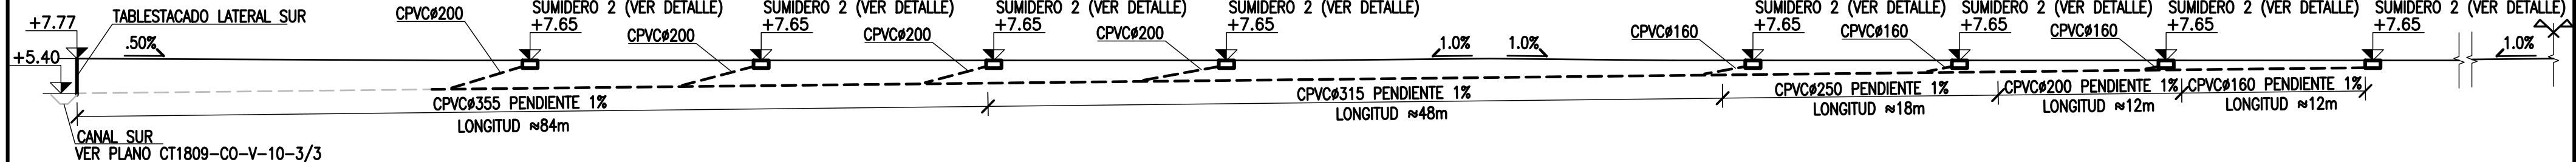 SUMIDERO 2 (VER DETALLE) SUMIDERO 2 (VER DETALLE) SUMIDERO 2 (VER DETALLE) SUMIDERO 2 (VER DETALLE) SUMIDERO 2 (VER DETALLE) SUMIDERO 2 (VER DETALLE) SUMIDERO 2 (VER DETALLE) SUMIDERO 2 (VER DETALLE)
+7.77 TABLESTACADO LATERAL SUR CPVCø200 +7.65 +7.65 +7.65 +7.65 +7.65 +7.65 +7.65 +7.65
CPVCø200 CPVCø200 CPVCø200 CPVCø160 CPVCø160 CPVCø160
+5.40 .50% 1.0% 1.0% 1.0%
CPVCø355 PENDIENTE 1% CPVCø315 PENDIENTE 1% CPVCø250 PENDIENTE 1% CPVCø200 PENDIENTE 1% CPVCø160 PENDIENTE 1%
LONGITUD ≈84m LONGITUD ≈48m LONGITUD ≈18m LONGITUD ≈12m LONGITUD ≈12m
CANAL SUR
VER PLANO CT1809-CO-V-10-3/3